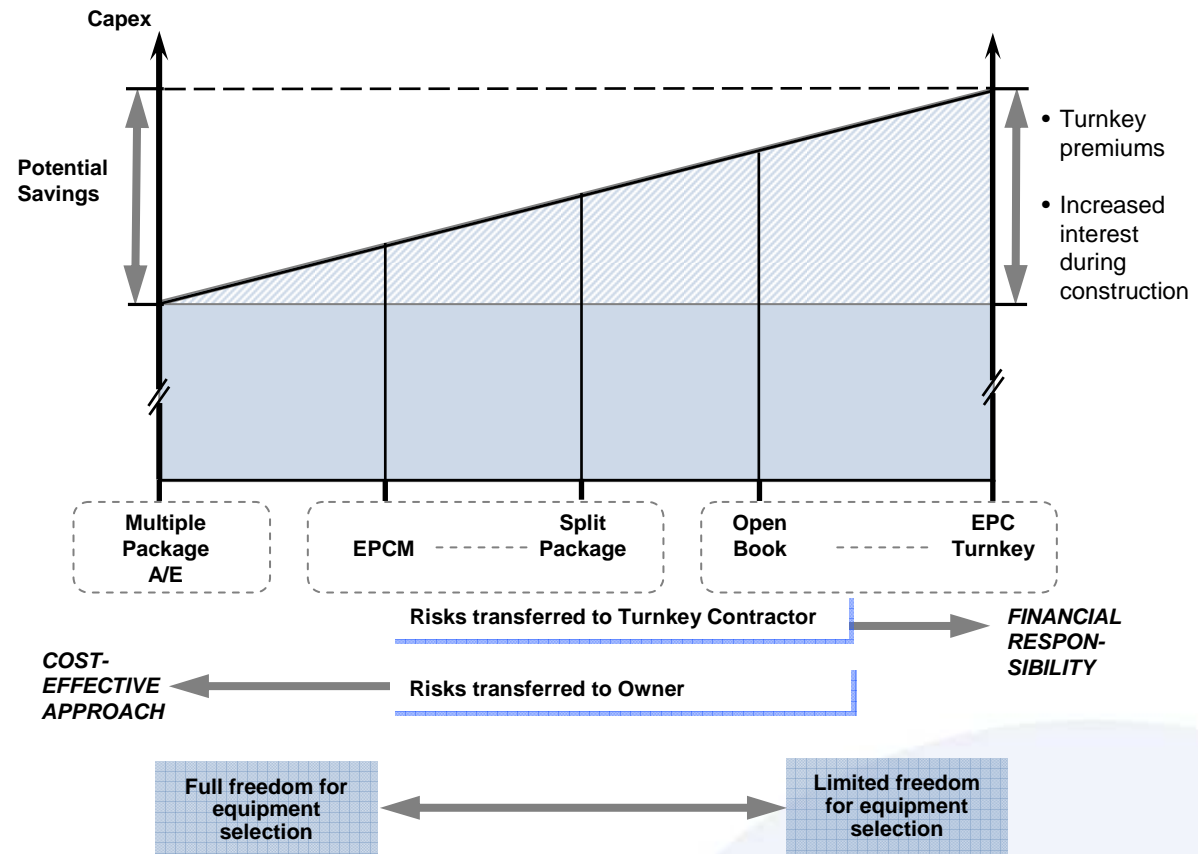 Capex
Potential
Savings
• Turnkey
premiums
• Increased
interest
during
construction
Multiple
Package
A/E
EPCM
Split
Package
Open
Book
EPC
Turnkey
Risks transferred to Turnkey Contractor
FINANCIAL
RESPON-
SIBILITY
COST-
EFFECTIVE
APPROACH
Risks transferred to Owner
Full freedom for
equipment
selection
Limited freedom
for equipment
selection